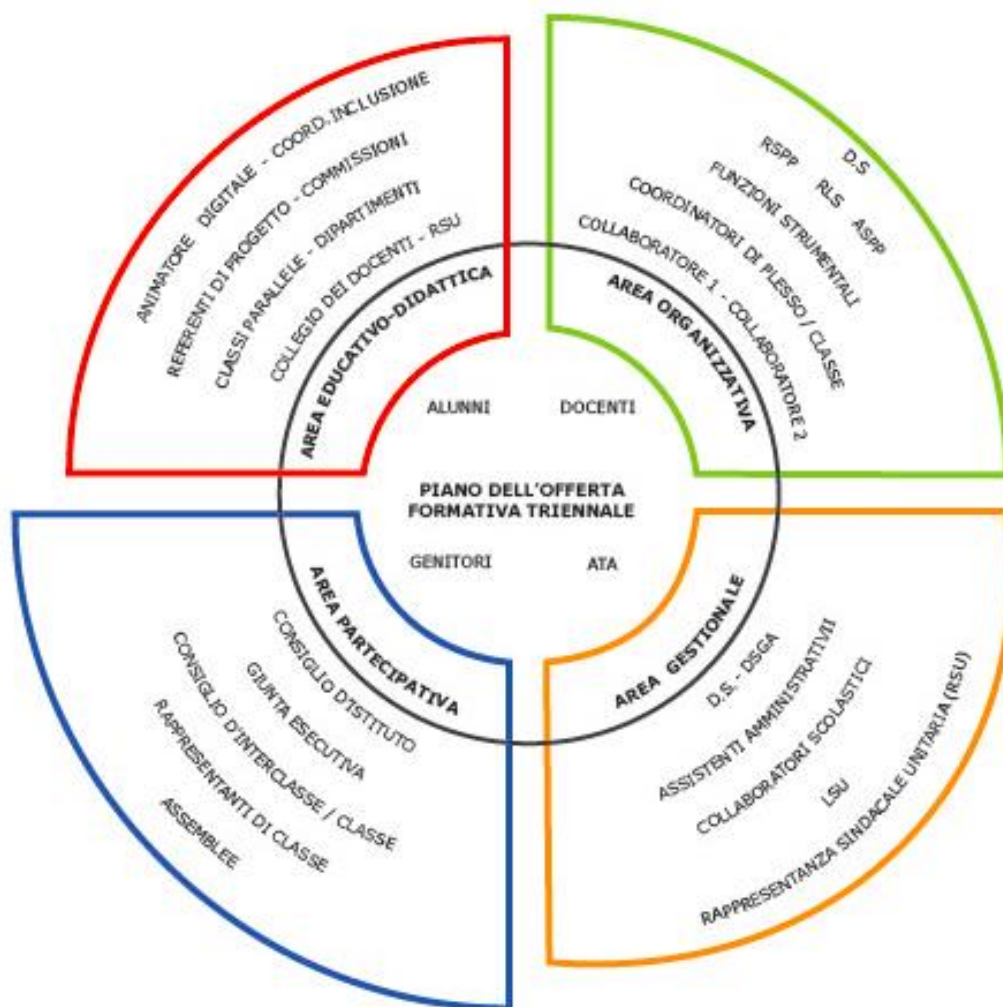 ANIMATORE DIGITALE - COORD.INCLUSIONE
REFERENTI DI PROGETTO - COMMISSIONI
CLASSI PARALLELE - DIPARTIMENTI
COLLEGIO DEI DOCENTI - RSU
AREA EDUCATIVO-DIDATTICA
D.S
RSPP RLS ASPP
FUNZIONI STRUMENTALI
COORDINATORI DI PLESSO / CLASSE
COLLABORATORE 1 - COLLABORATORE 2
AREA ORGANIZZATIVA
ALUNNI
DOCENTI
PIANO DELL'OFFERTA
FORMATIVA TRIENNALE
GENITORI
ATA
AREA PARTECIPATIVA
CONSIGLIO D'ISTITUTO
GIUNTA ESECUTIVA
CONSIGLIO D'INTERCLASSE / CLASSE
RAPPRESENTANTI DI CLASSE
ASSEMBLEE
AREA GESTIONALE
D.S. - DSGA
ASSISTENTI AMMINISTRATIVII
COLLABORATORI SCOLASTICI
LSU
RAPPRESENTANZA SINDACALE UNITARIA(RSU)